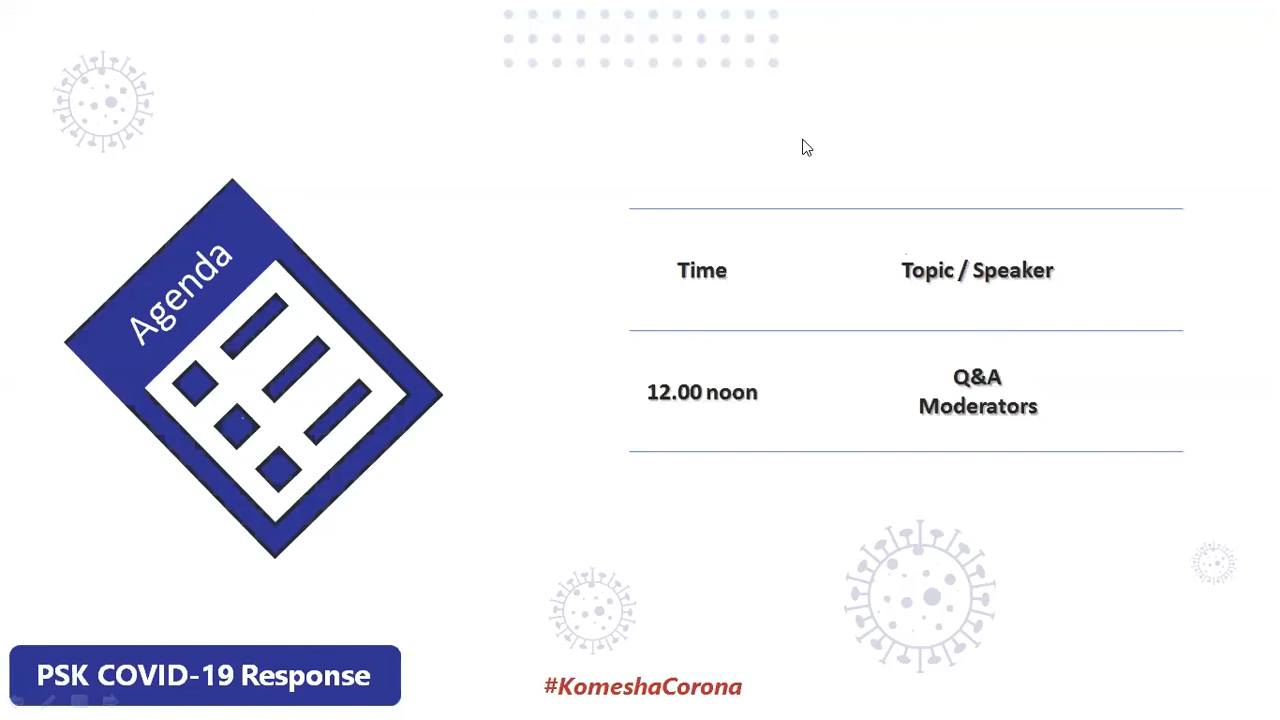 Agenda
Time
Topic / Speaker
12.00 noon
Q&A
Moderators
PSK COVID-19 Response
#KomeshaCorona